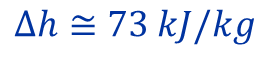 Δh ≅ 73 kJ/kg